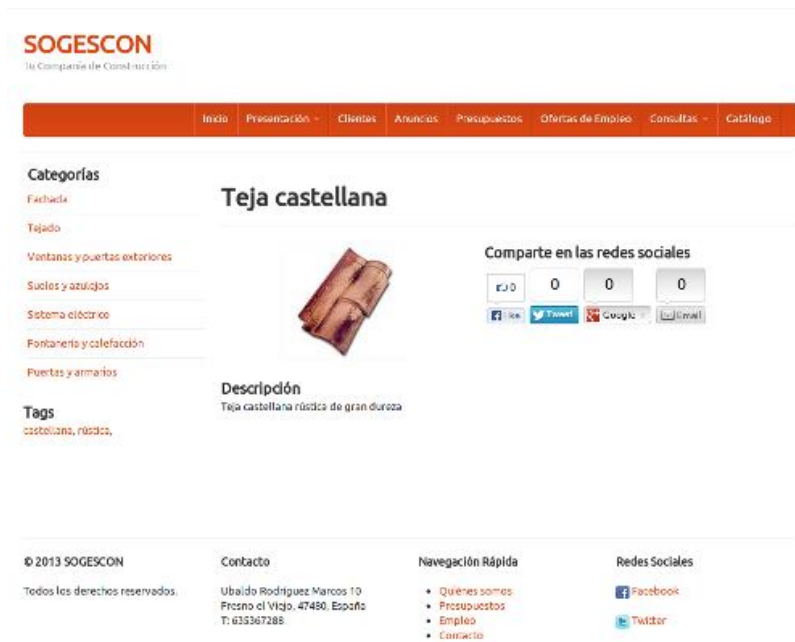 SOGESCON
Tu Compañía de Construcción
Inicio Presentación Clientes Anuncios Presupuestos Ofertas de Empleo Consultas Catálogo
Categorías
Fachada
Tejado
Ventanas y puertas exteriores
Suelos y azulejos
Sistema eléctrico
Fontanería y calefacción
Puertas y armarios
Tags
castellana, rústica,
Teja castellana
Comparte en las redes sociales
0 0 0 0
Like Tweet Google + Email
Descripción
Teja castellana rústica de gran dureza
© 2013 SOGESCON
Todos los derechos reservados.
Contacto
Ubaldo Rodriguez Marcos 10
Fresno el Viejo, 47480, España
T: 635367288
Navegación Rápida
Quiénes somos
Presupuestos
Empleo
Contacto
Redes Sociales
Facebook
Twitter